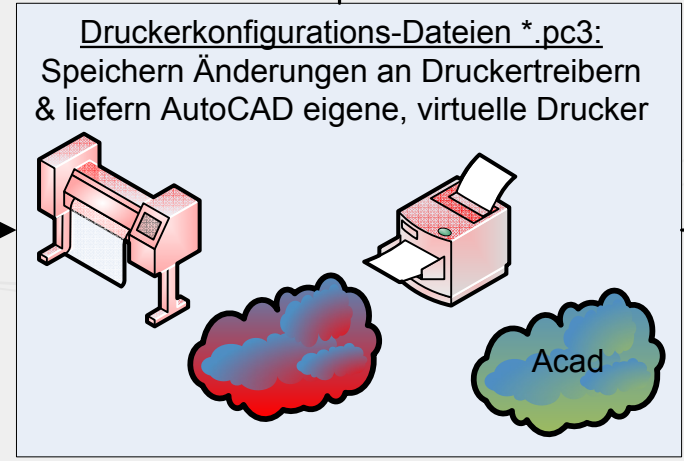 Druckerkonfigurations-Dateien *.pc3:
Speichern Änderungen an Druckertreibern
& liefern AutoCAD eigene, virtuelle Drucker
Acad